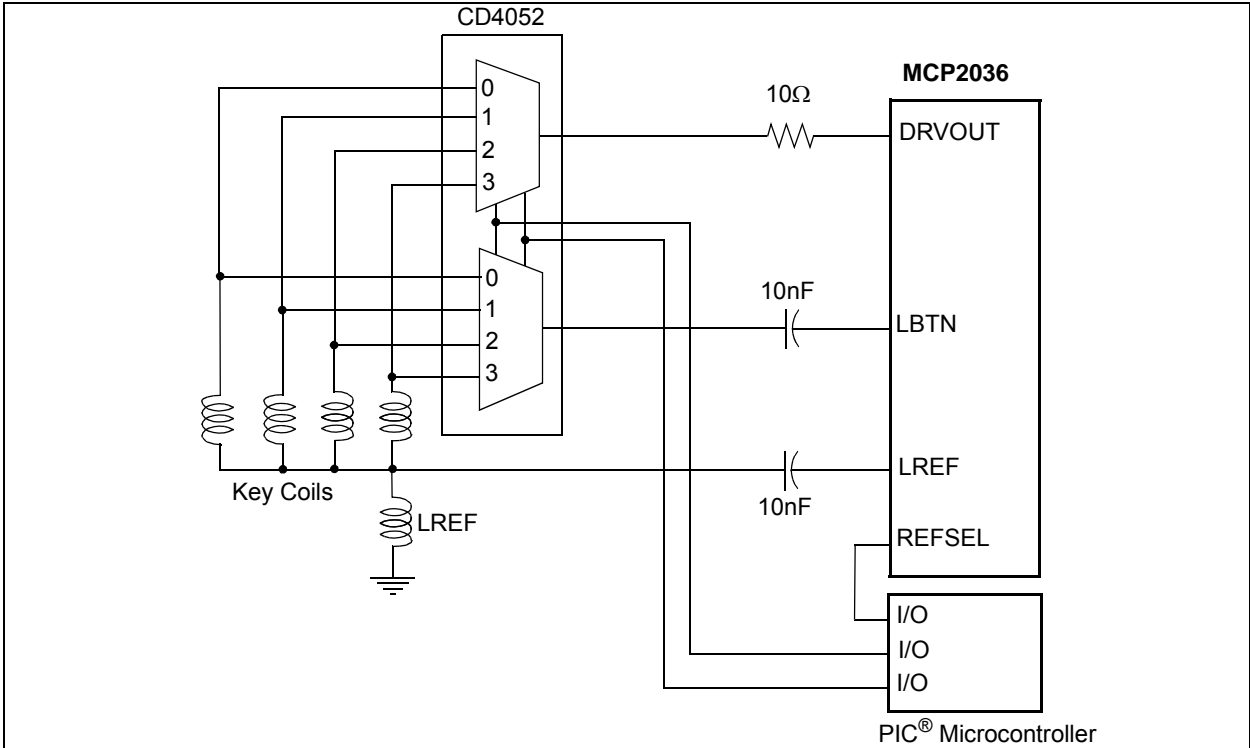 CD4052
MCP2036
0
1
2
3
10Ω
DRVOUT
0
1
2
3
10nF
LBTN
Key Coils
10nF
LREF
LREF
REFSEL
I/O
I/O
I/O
PIC® Microcontroller